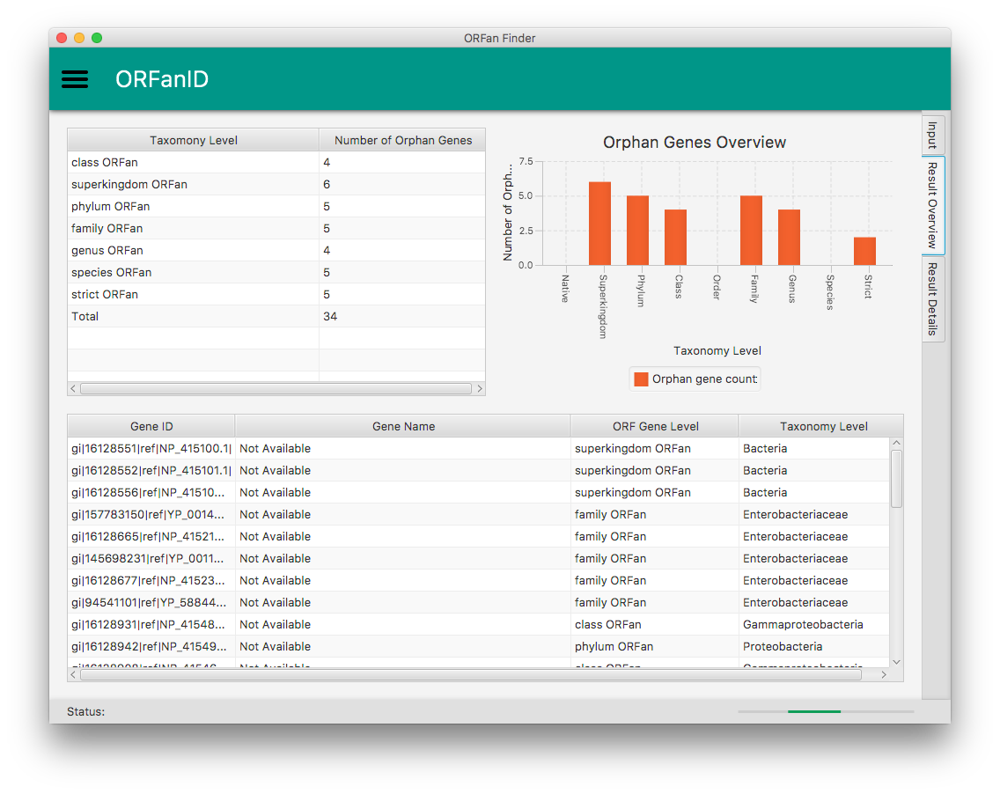 ORFan Finder
ORFanID
Taxomony Level Number of Orphan Genes
class ORFan 4
superkingdom ORFan 6
phylum ORFan 5
family ORFan 5
genus ORFan 4
species ORFan 5
strict ORFan 5
Total 34
Orphan Genes Overview
Number of Orph...
7.5
5.0
2.5
0.0
Native
Superkingdom
Phylum
Class
Order
Family
Genus
Species
Strict
Taxonomy Level
Orphan gene count
Input
Result Overview
Result Details
Gene ID Gene Name ORF Gene Level Taxonomy Level
gi|16128551|ref|NP_415100.1| Not Available superkingdom ORFan Bacteria
gi|16128552|ref|NP_415101.1| Not Available superkingdom ORFan Bacteria
gi|16128556|ref|NP_41510... Not Available superkingdom ORFan Bacteria
gi|157783150|ref|YP_0014... Not Available family ORFan Enterobacteriaceae
gi|16128665|ref|NP_41521... Not Available family ORFan Enterobacteriaceae
gi|145698231|ref|YP_0011... Not Available family ORFan Enterobacteriaceae
gi|16128677|ref|NP_41523... Not Available family ORFan Enterobacteriaceae
gi|94541101|ref|YP_58844... Not Available family ORFan Enterobacteriaceae
gi|16128931|ref|NP_41548... Not Available class ORFan Gammaproteobacteria
gi|16128942|ref|NP_41549... Not Available phylum ORFan Proteobacteria
Not Available class ORFan Gammaproteobacteria
Status: